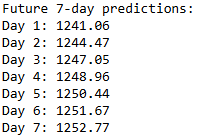 Future 7-day predictions:
Day 1: 1241.06
Day 2: 1244.47
Day 3: 1247.05
Day 4: 1248.96
Day 5: 1250.44
Day 6: 1251.67
Day 7: 1252.77